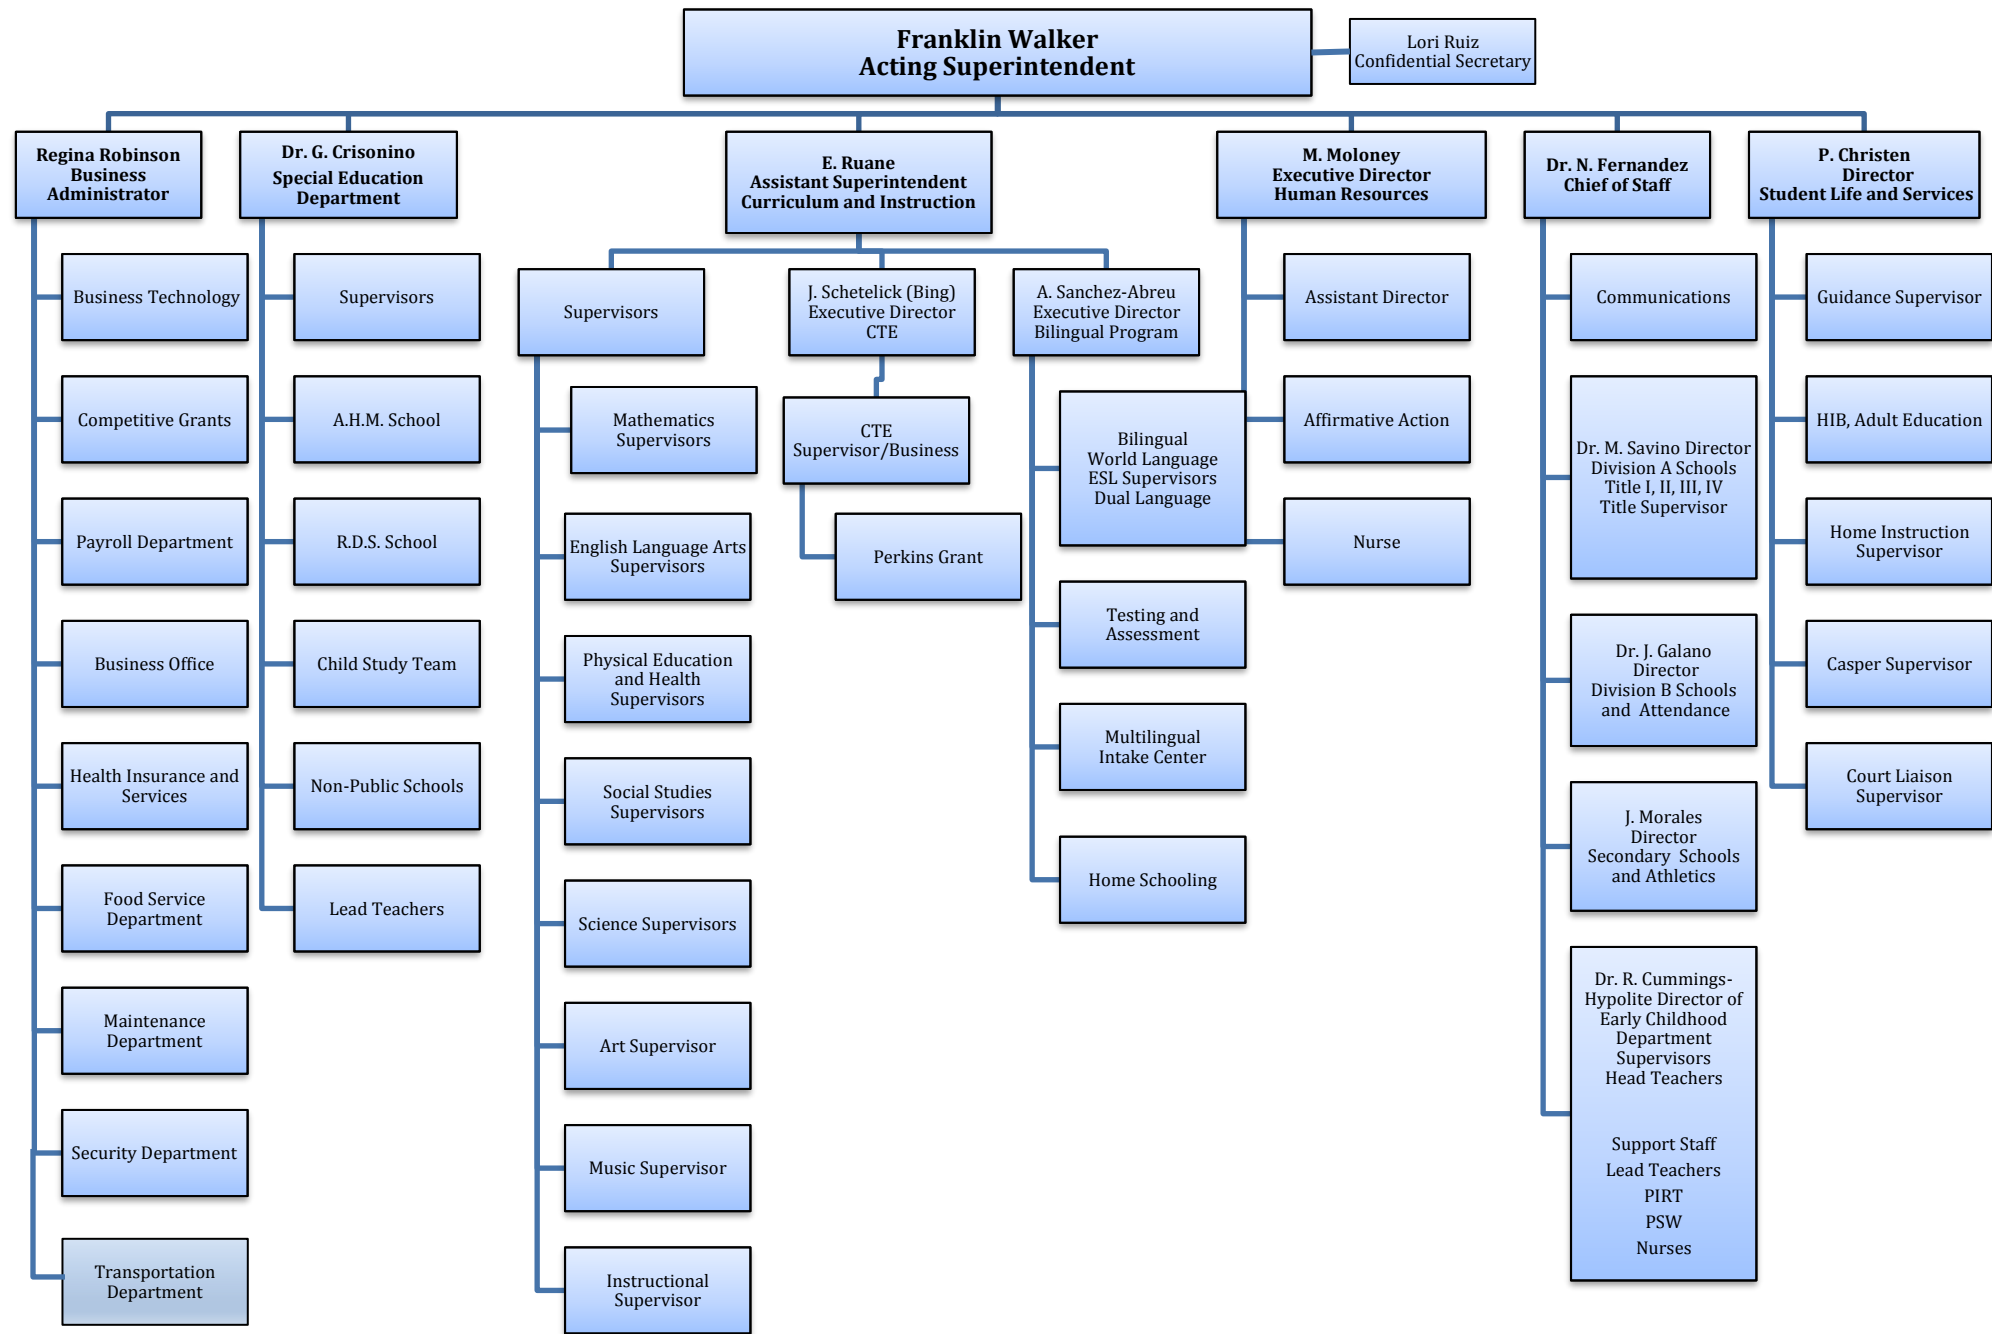 Franklin Walker
Acting Superintendent
Lori Ruiz
Confidential Secretary
Regina Robinson
Business
Administrator
Business Technology
Competitive Grants
Payroll Department
Business Office
Health Insurance and
Services
Food Service
Department
Maintenance
Department
Security Department
Transportation
Department
Dr. G. Crisonino
Special Education
Department
Supervisors
A.H.M. School
R.D.S. School
Child Study Team
Non-Public Schools
Lead Teachers
E. Ruane
Assistant Superintendent
Curriculum and Instruction
Supervisors
Mathematics
Supervisors
English Language Arts
Supervisors
Physical Education
and Health
Supervisors
Social Studies
Supervisors
Science Supervisors
Art Supervisor
Music Supervisor
Instructional
Supervisor
J. Schetelick (Bing)
Executive Director
CTE
CTE
Supervisor/Business
Perkins Grant
A. Sanchez-Abreu
Executive Director
Bilingual Program
Bilingual
World Language
ESL Supervisors
Dual Language
Testing and
Assessment
Multilingual
Intake Center
Home Schooling
M. Moloney
Executive Director
Human Resources
Assistant Director
Affirmative Action
Nurse
Dr. N. Fernandez
Chief of Staff
Communications
Dr. M. Savino Director
Division A Schools
Title I, II, III, IV
Title Supervisor
Dr. J. Galano
Director
Division B Schools
and Attendance
J. Morales
Director
Secondary Schools
and Athletics
Dr. R. Cummings-
Hypolite Director of
Early Childhood
Department
Supervisors
Head Teachers
Support Staff
Lead Teachers
PIRT
PSW
Nurses
P. Christen
Director
Student Life and Services
Guidance Supervisor
HIB, Adult Education
Home Instruction
Supervisor
Casper Supervisor
Court Liaison
Supervisor